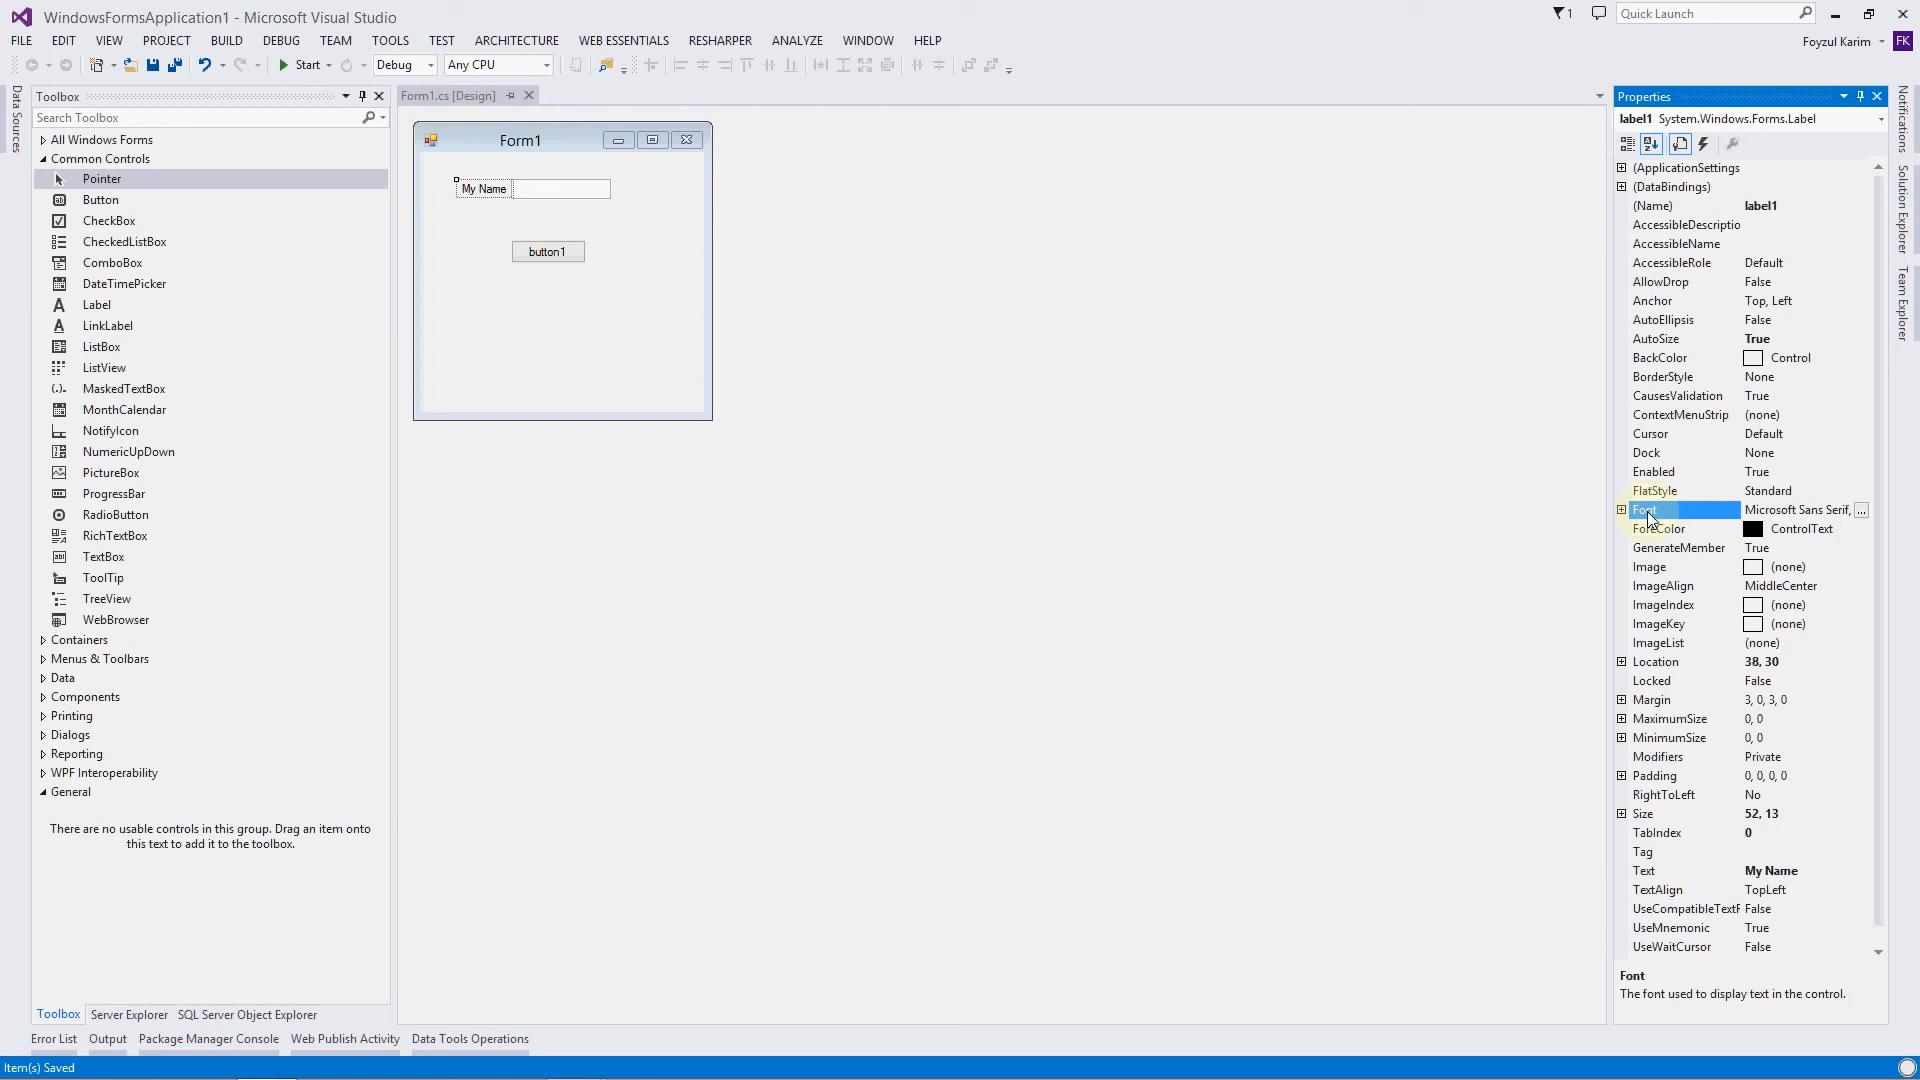 WindowsFormsApplication1 - Microsoft Visual Studio
1
Quick Launch
FILE EDIT VIEW PROJECT BUILD DEBUG TEAM TOOLS TEST ARCHITECTURE WEB ESSENTIALS RESHARPER ANALYZE WINDOW HELP
Foyzul Karim
FK
Start
Debug
Any CPU
Data Sources
Toolbox
Search Toolbox
All Windows Forms
Common Controls
Pointer
Button
CheckBox
CheckedListBox
ComboBox
DateTimePicker
Label
LinkLabel
ListBox
ListView
MaskedTextBox
MonthCalendar
NotifyIcon
NumericUpDown
PictureBox
ProgressBar
RadioButton
RichTextBox
TextBox
ToolTip
TreeView
WebBrowser
Containers
Menus & Toolbars
Data
Components
Printing
Dialogs
Reporting
WPF Interoperability
General
There are no usable controls in this group. Drag an item onto
this text to add it to the toolbox.
Toolbox Server Explorer SQL Server Object Explorer
Form1.cs [Design]
Form1
My Name
button1
Properties
label1 System.Windows.Forms.Label
(ApplicationSettings
(DataBindings)
(Name) label1
AccessibleDescriptio
AccessibleName
AccessibleRole Default
AllowDrop False
Anchor Top, Left
AutoEllipsis False
AutoSize True
BackColor Control
BorderStyle None
CausesValidation True
ContextMenuStrip (none)
Cursor Default
Dock None
Enabled True
FlatStyle Standard
Font Microsoft Sans Serif, ...
ForeColor ControlText
GenerateMember True
Image (none)
ImageAlign MiddleCenter
ImageIndex (none)
ImageKey (none)
ImageList (none)
Location 38, 30
Locked False
Margin 3, 0, 3, 0
MaximumSize 0, 0
MinimumSize 0, 0
Modifiers Private
Padding 0, 0, 0, 0
RightToLeft No
Size 52, 13
TabIndex 0
Tag
Text My Name
TextAlign TopLeft
UseCompatibleTextF False
UseMnemonic True
UseWaitCursor False
Font
The font used to display text in the control.
Notifications
Solution Explorer
Team Explorer
Error List Output Package Manager Console Web Publish Activity Data Tools Operations
Item(s) Saved